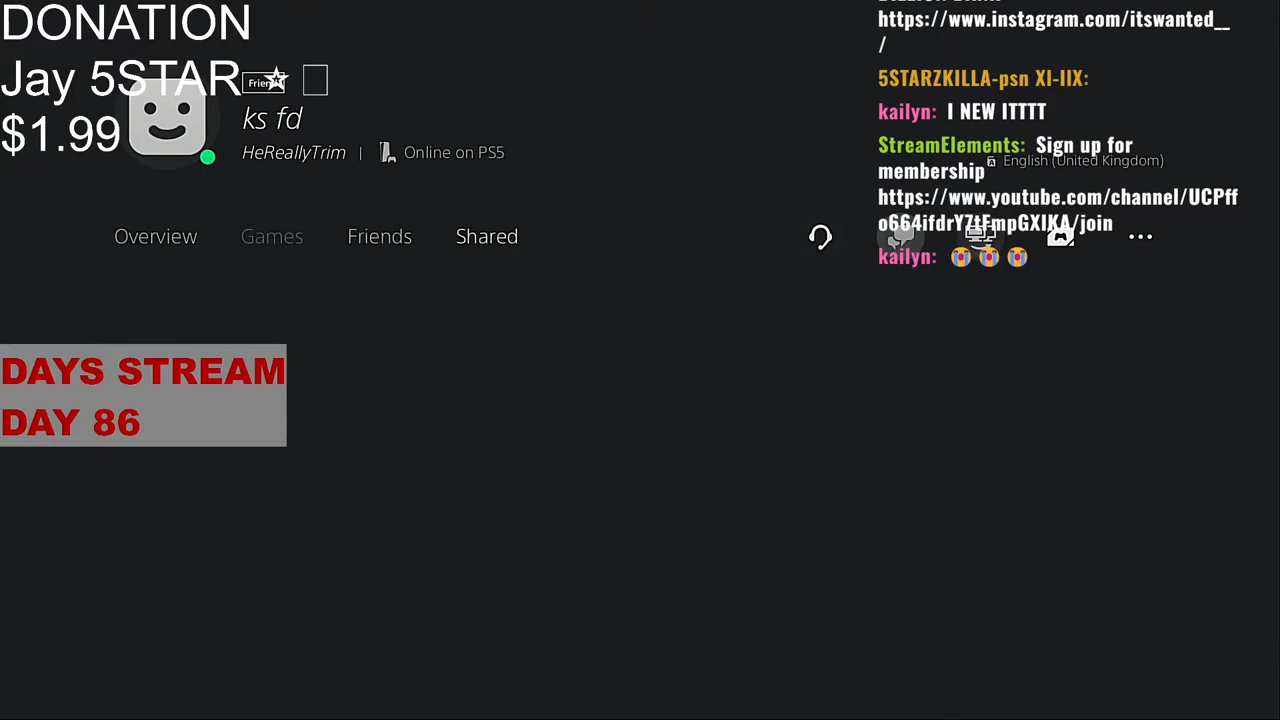 DONATION
Jay 5STAR
$1.99
ks fd
HeReallyTrim | Online on PS5
Overview Games Friends Shared
DAYS STREAM
DAY 86
https://www.instagram.com/itswanted__
/
5STARZKILLA-psn XI-IIX:
kailyn: I NEW ITTTT
StreamElements: Sign up for
membership
English (United Kingdom)
https://www.youtube.com/channel/UCPff
o664ifdrY7tFmpGXIKA/join
kailyn: 😭 😭 😭